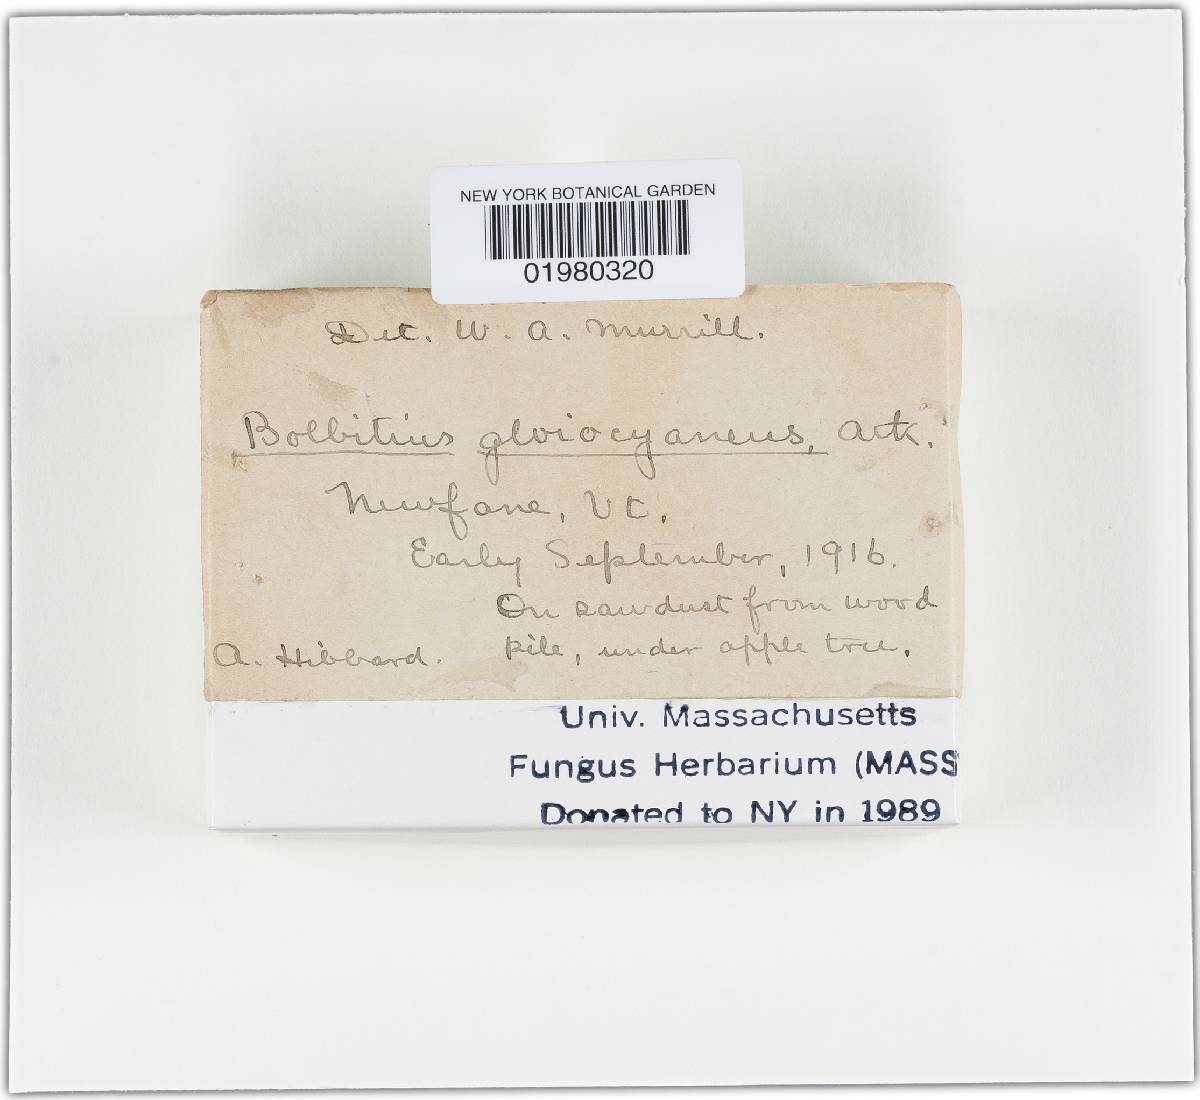 NEW YORK BOTANICAL GARDEN
01980320
Det. W. A. Murrill.
Bolbitius gloiocyaneus, Atk.
Newfane, Vt.
Early September, 1916.
On sawdust from wood
A. Hibbard. pile, under apple tree.
Univ. Massachusetts
Fungus Herbarium (MASS
Donated to NY in 1989